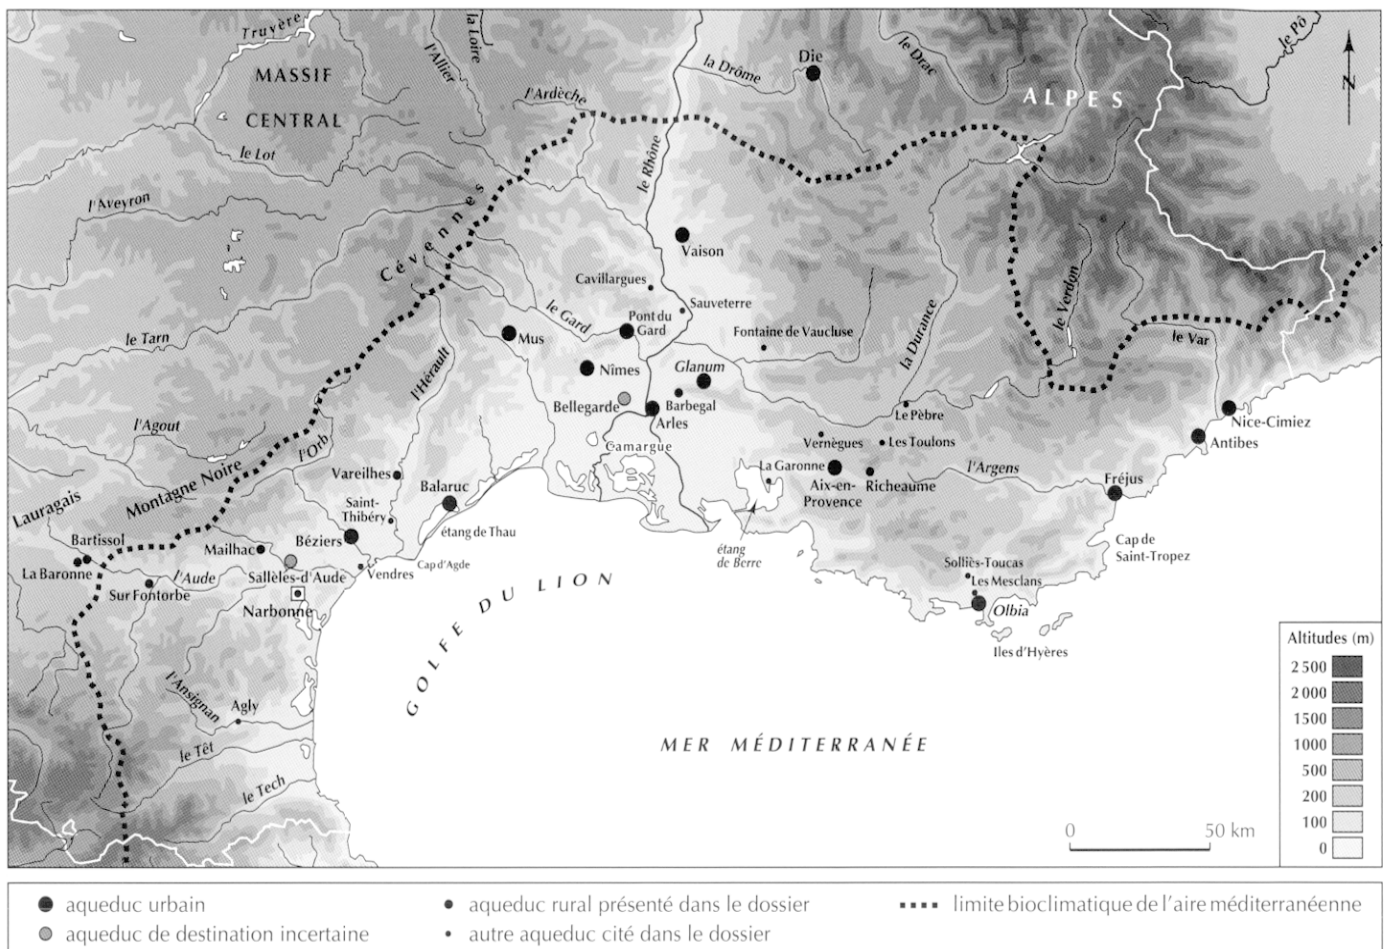 Truyère
l'Allier
la Loire
MASSIF
CENTRAL
le Lot
l'Aveyron
l'Ardèche
la Drôme
Die
le Drac
ALPES
le Pô
N
le Rhône
Cévennes
Vaison
Cavillargues
Sauveterre
le Gard
Pont du
Gard
Fontaine de Vaucluse
la Durance
le Verdon
le Var
le Tarn
Mus
l'Hérault
Nîmes
Glanum
Bellegarde
Barbegal
Arles
Le Pèbre
Nice-Cimiez
Antibes
l'Agout
l'Orb
Camargue
Vernègues
Les Toulons
Montagne Noire
Vareilhes
La Garonne
Aix-en-
Provence
Richeaume
l'Argens
Fréjus
Lauragais
Balaruc
Saint-
Thibéry
étang de Thau
Bartissol
Mailhac
Béziers
étang
de Berre
Cap de
Saint-Tropez
La Baronne
l'Aude
Sallèles-d'Aude
Vendres
Cap d'Agde
Sur Fontorbe
Narbonne
Solliès-Toucas
Les Mesclans
Olbia
Iles d'Hyères
GOLFE DU LION
l'Ansignan
Agly
le Têt
le Tech
MER MÉDITERRANÉE
Altitudes (m)
2 500
2 000
1500
1000
500
200
100
0
0 50 km
aqueduc urbain
aqueduc de destination incertaine
aqueduc rural présenté dans le dossier
autre aqueduc cité dans le dossier
limite bioclimatique de l'aire méditerranéenne